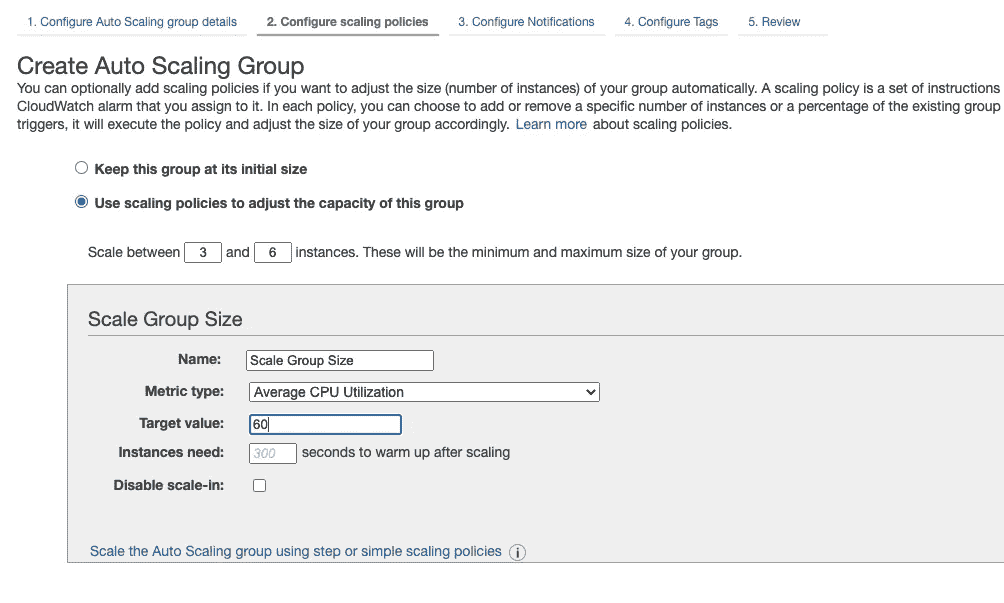 1. Configure Auto Scaling group details 2. Configure scaling policies 3. Configure Notifications 4. Configure Tags 5. Review
Create Auto Scaling Group
You can optionally add scaling policies if you want to adjust the size (number of instances) of your group automatically. A scaling policy is a set of instructions
CloudWatch alarm that you assign to it. In each policy, you can choose to add or remove a specific number of instances or a percentage of the existing group
triggers, it will execute the policy and adjust the size of your group accordingly. Learn more about scaling policies.
Keep this group at its initial size
Use scaling policies to adjust the capacity of this group
Scale between 3 and 6 instances. These will be the minimum and maximum size of your group.
Scale Group Size
Name: Scale Group Size
Metric type: Average CPU Utilization
Target value: 60
Instances need: 300 seconds to warm up after scaling
Disable scale-in:
Scale the Auto Scaling group using step or simple scaling policies i